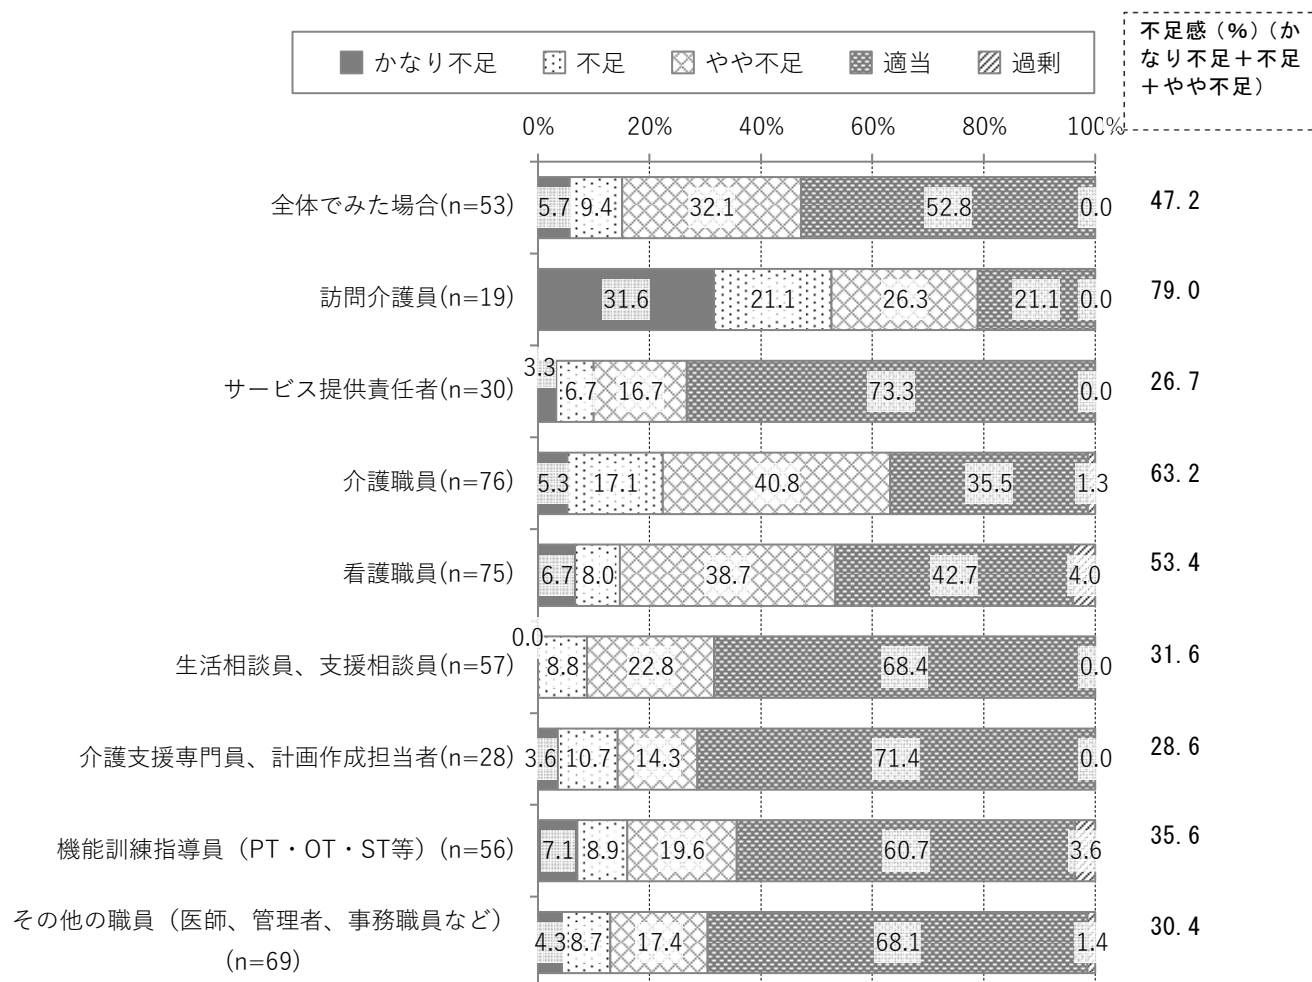 不足感（%）（か
なり不足＋不足
＋やや不足）
かなり不足 不足 やや不足 適当 過剰
0% 20% 40% 60% 80% 100%
全体でみた場合(n=53) 5.7 9.4 32.1 52.8 0.0 47.2
訪問介護員(n=19) 31.6 21.1 26.3 21.1 0.0 79.0
サービス提供責任者(n=30) 3.3 6.7 16.7 73.3 0.0 26.7
介護職員(n=76) 5.3 17.1 40.8 35.5 1.3 63.2
看護職員(n=75) 6.7 8.0 38.7 42.7 4.0 53.4
生活相談員、支援相談員(n=57) 0.0 8.8 22.8 68.4 0.0 31.6
介護支援専門員、計画作成担当者(n=28) 3.6 10.7 14.3 71.4 0.0 28.6
機能訓練指導員（PT・OT・ST等）(n=56) 7.1 8.9 19.6 60.7 3.6 35.6
その他の職員（医師、管理者、事務職員など）
(n=69) 4.3 8.7 17.4 68.1 1.4 30.4